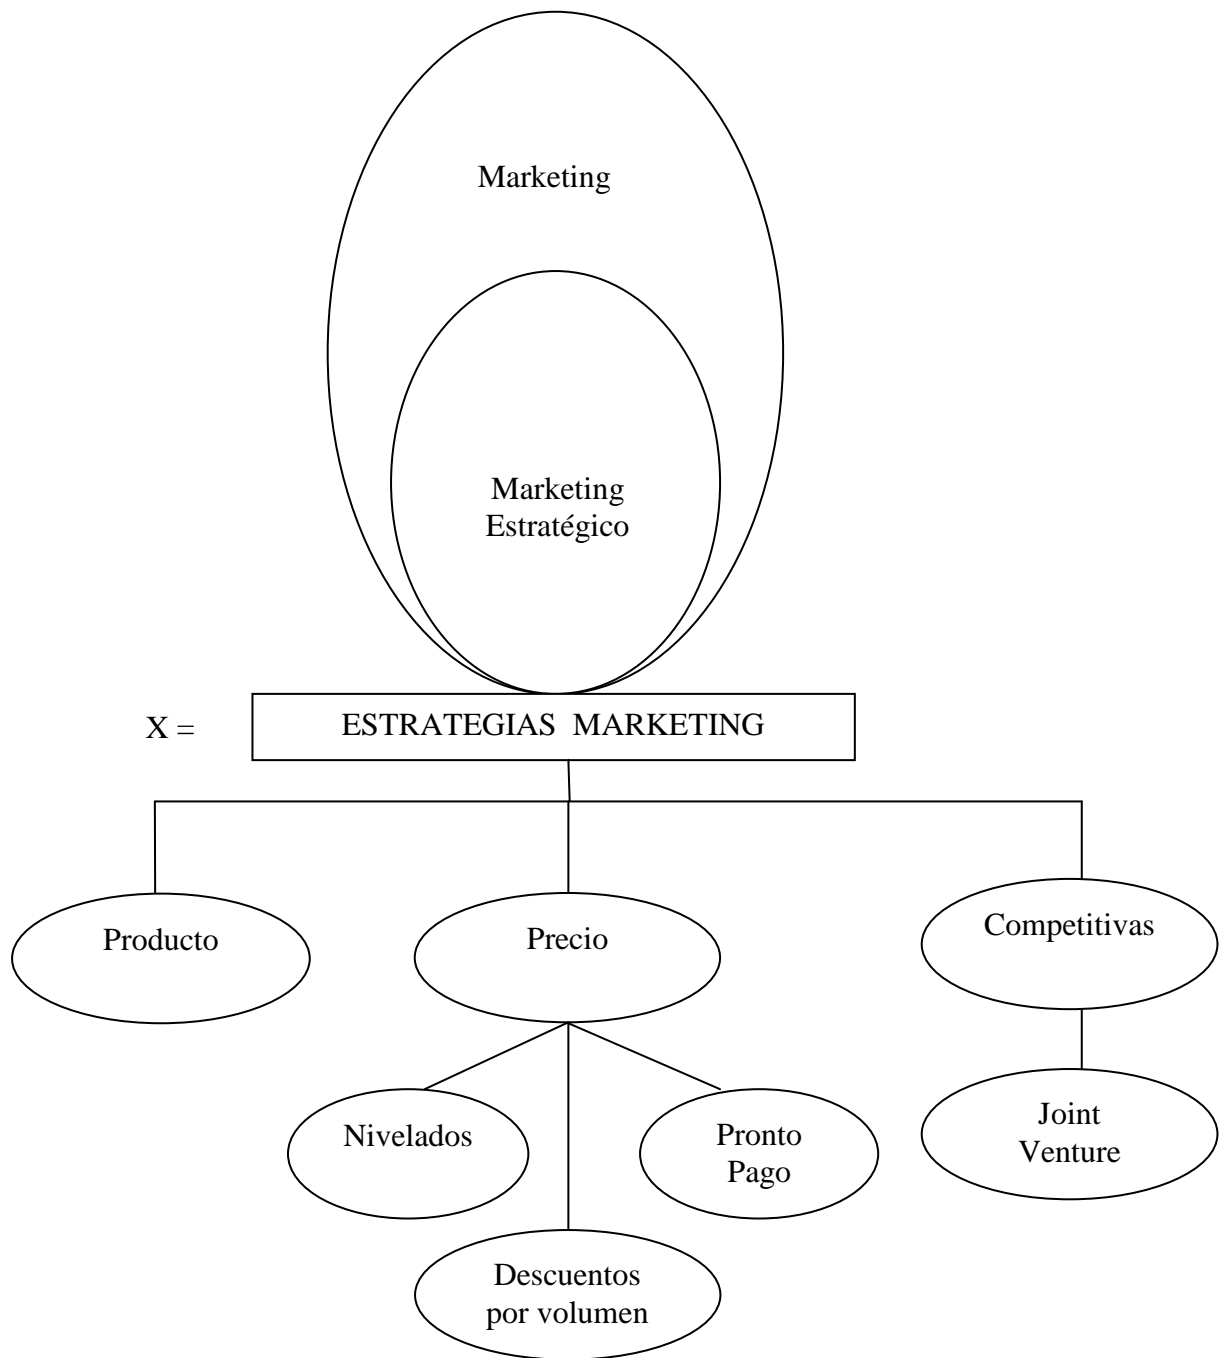 Marketing
Marketing
Estratégico
X =
ESTRATEGIAS MARKETING
Producto
Precio
Competitivas
Nivelados
Pronto
Pago
Joint
Venture
Descuentos
por volumen